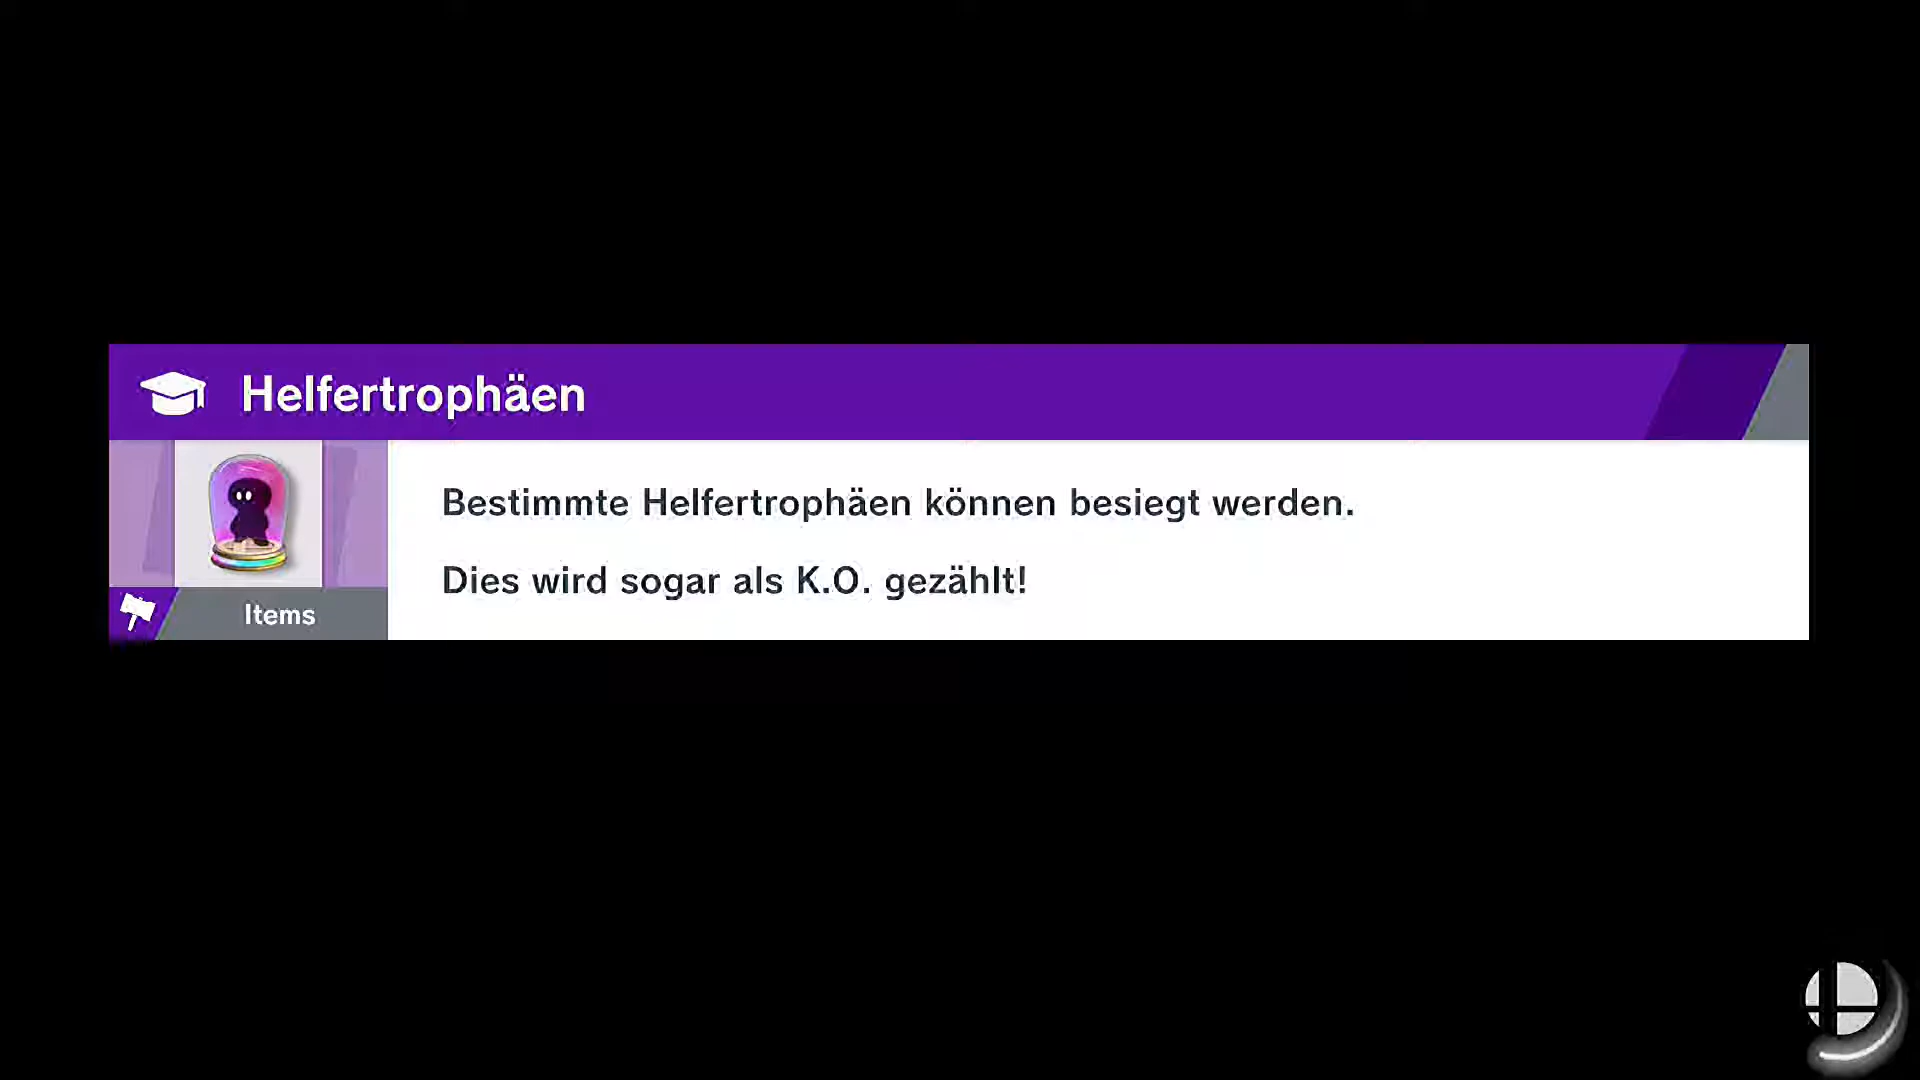 Helfertrophäen
Bestimmte Helfertrophäen können besiegt werden.
Dies wird sogar als K.O. gezählt!
Items